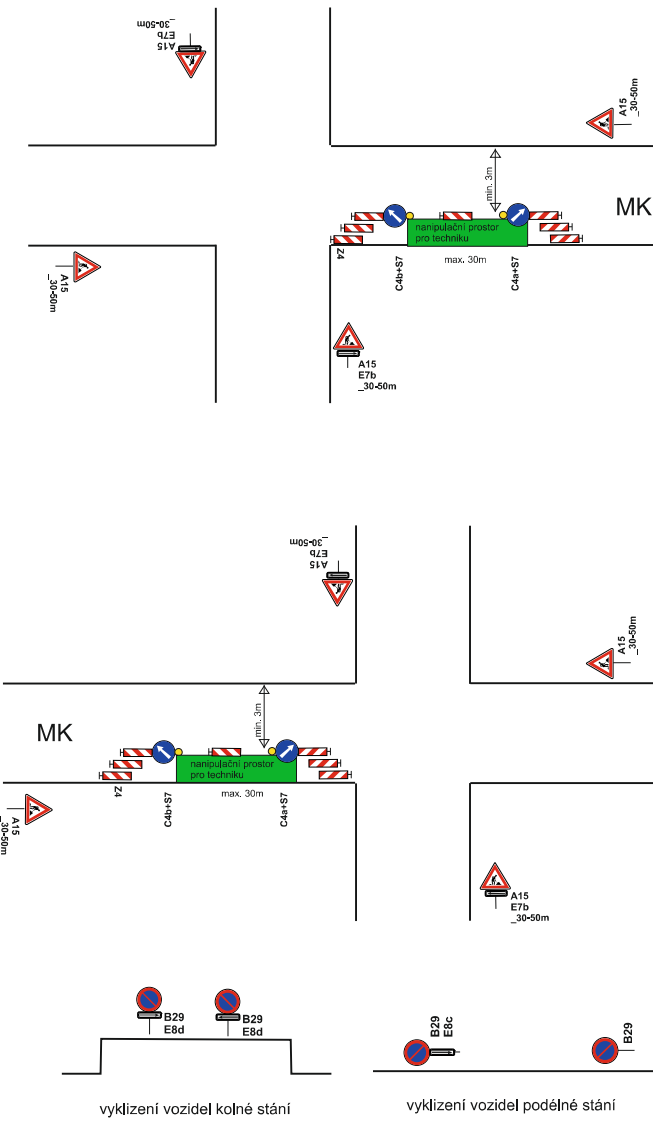 A15
E7b
_30-50m
A15
_30-50m
min. 3m
MK
nanipulační prostor
pro techniku
Z4
C4b+S7
max. 30m
C4a+S7
A15
_30-50m
A15
E7b
_30-50m
A15
E7b
_30-50m
A15
_30-50m
min. 3m
MK
nanipulační prostor
pro techniku
Z4
C4b+S7
max. 30m
C4a+S7
A15
_30-50m
A15
E7b
_30-50m
B29
E8d
B29
E8d
B29
E8c
B29
vyklizení vozidel kolné stání
vyklizení vozidel podélné stání